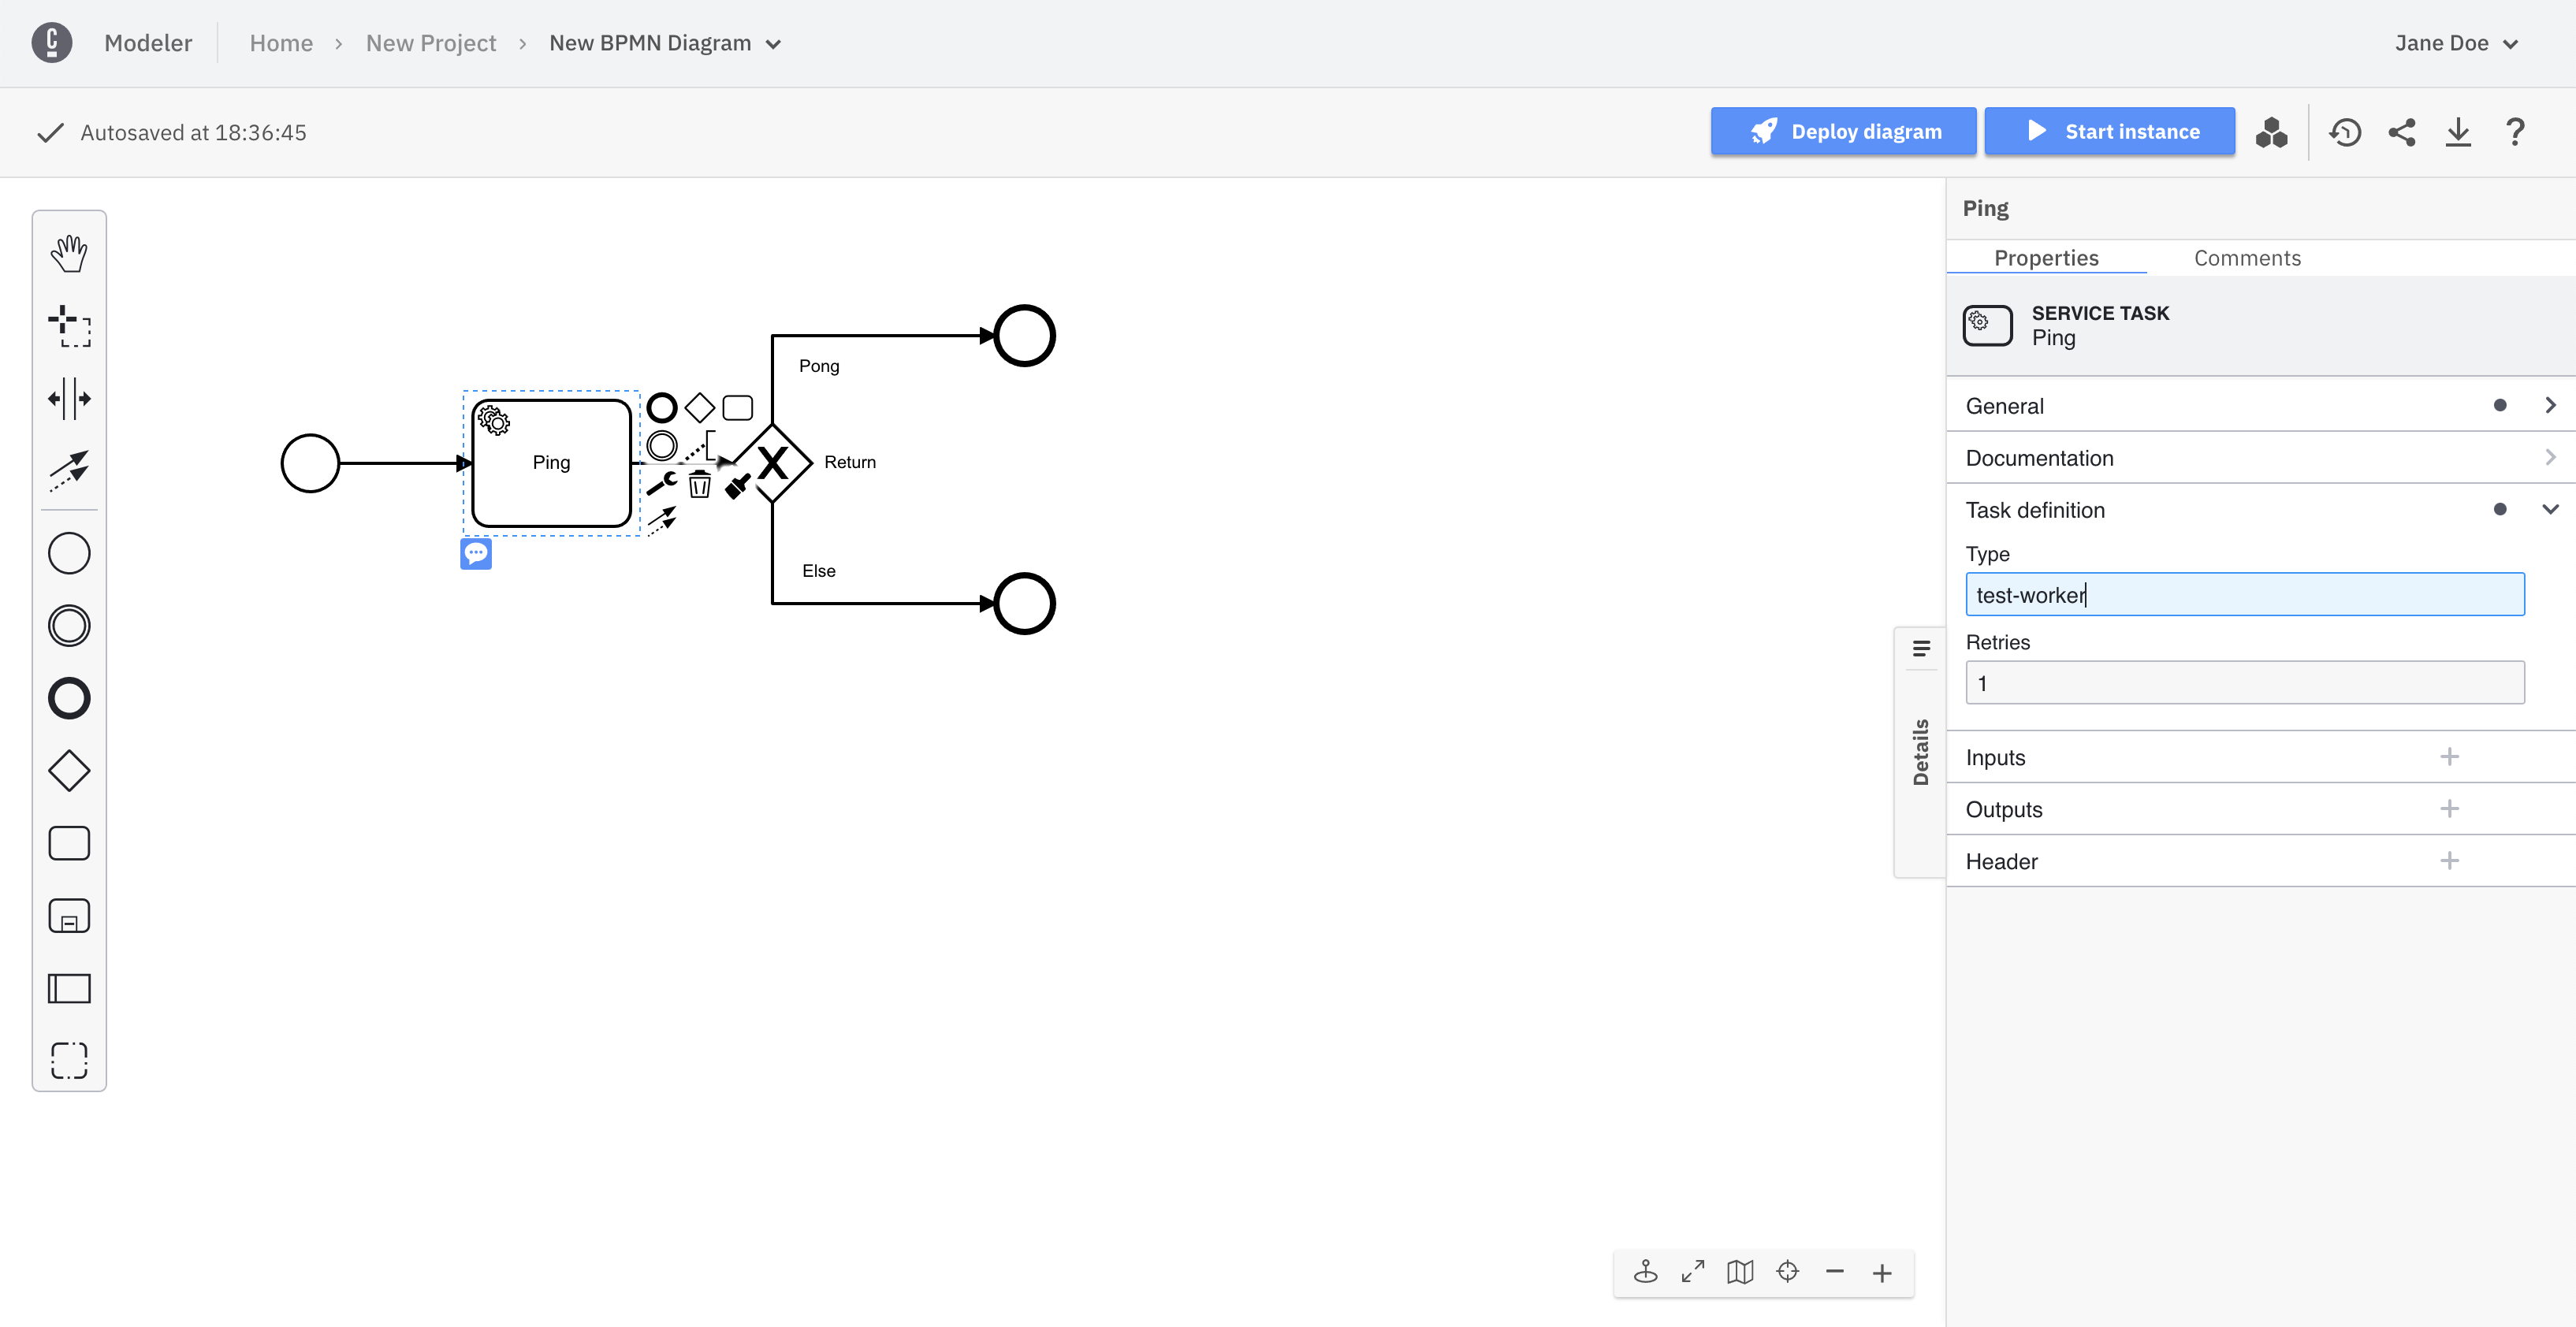 Modeler
Home › New Project › New BPMN Diagram
Jane Doe
Autosaved at 18:36:45
Deploy diagram
Start instance
?
Ping
Properties
Comments
SERVICE TASK
Ping
General
Documentation
Task definition
Type
test-worker
Retries
1
Inputs
Outputs
Header
Details
Pong
Ping
Return
Else